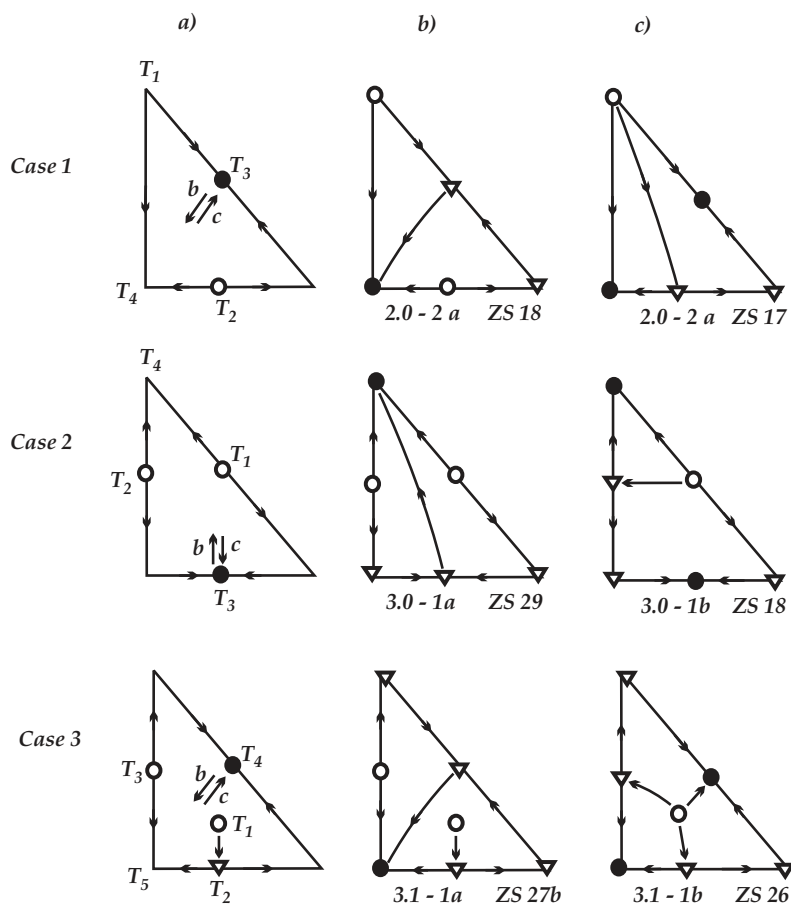 a) b) c)
T1
Case 1
T3
b
c
T4
T2
2.0 - 2 a ZS 18
2.0 - 2 a ZS 17
T4
Case 2
T2
T1
b
c
T3
3.0 - 1a ZS 29
3.0 - 1b ZS 18
Case 3
T3
T4
b
c
T1
T5
T2
3.1 - 1a ZS 27b
3.1 - 1b ZS 26